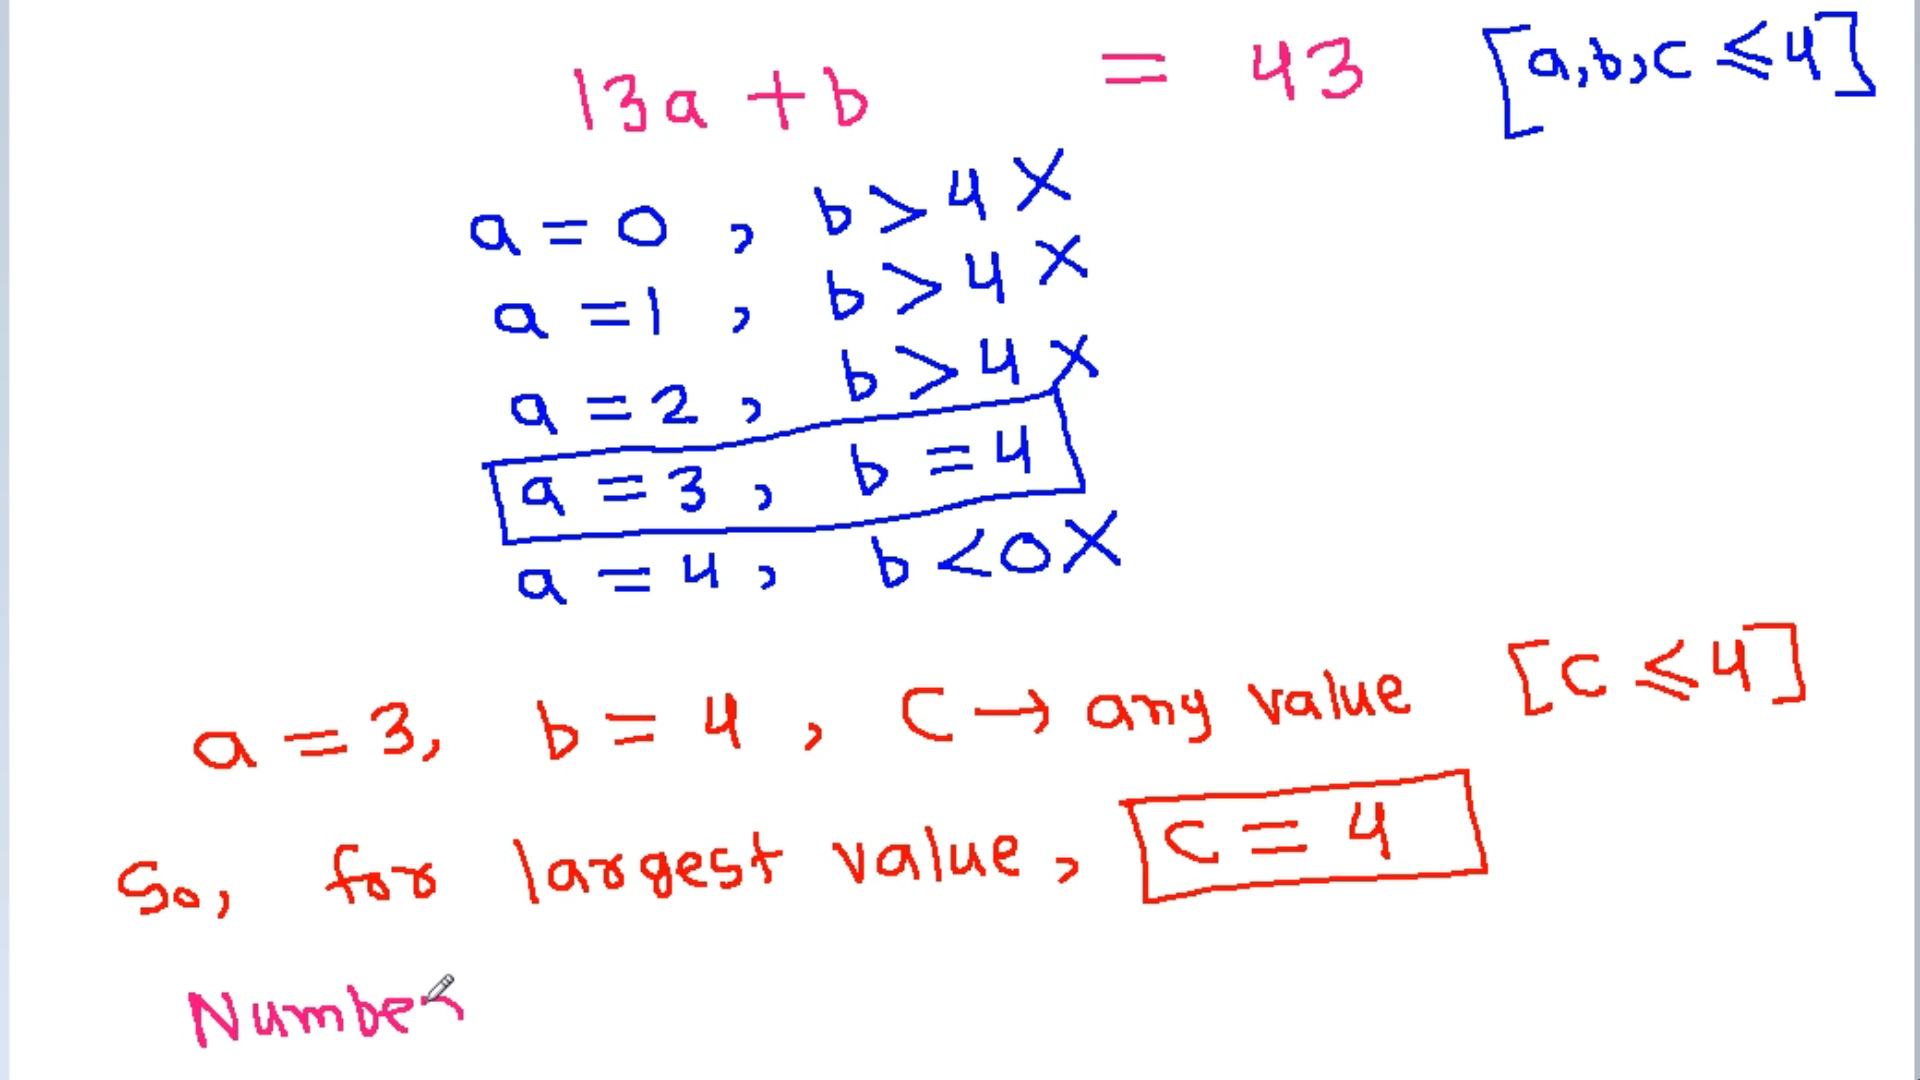 13a + b = 43 [a,b,c ≤ 4]
a = 0 , b > 4 X
a = 1 , b > 4 X
a = 2 , b > 4 X
a = 3 , b = 4
a = 4 , b < 0 X
a = 3, b = 4 , C → any value [C ≤ 4]
So, for largest value, C = 4
Number